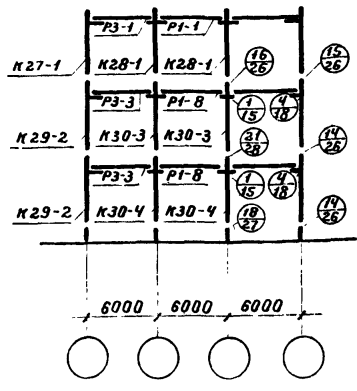 Р3-1 Р1-1
К27-1 К28-1 К28-1 16/26 15/26
Р3-3 Р1-8 1/15 4/18
К29-2 К30-3 К30-3 21/28 14/26
Р3-3 Р1-8 1/15 4/18
К29-2 К30-4 К30-4 18/27 14/26
6000 6000 6000